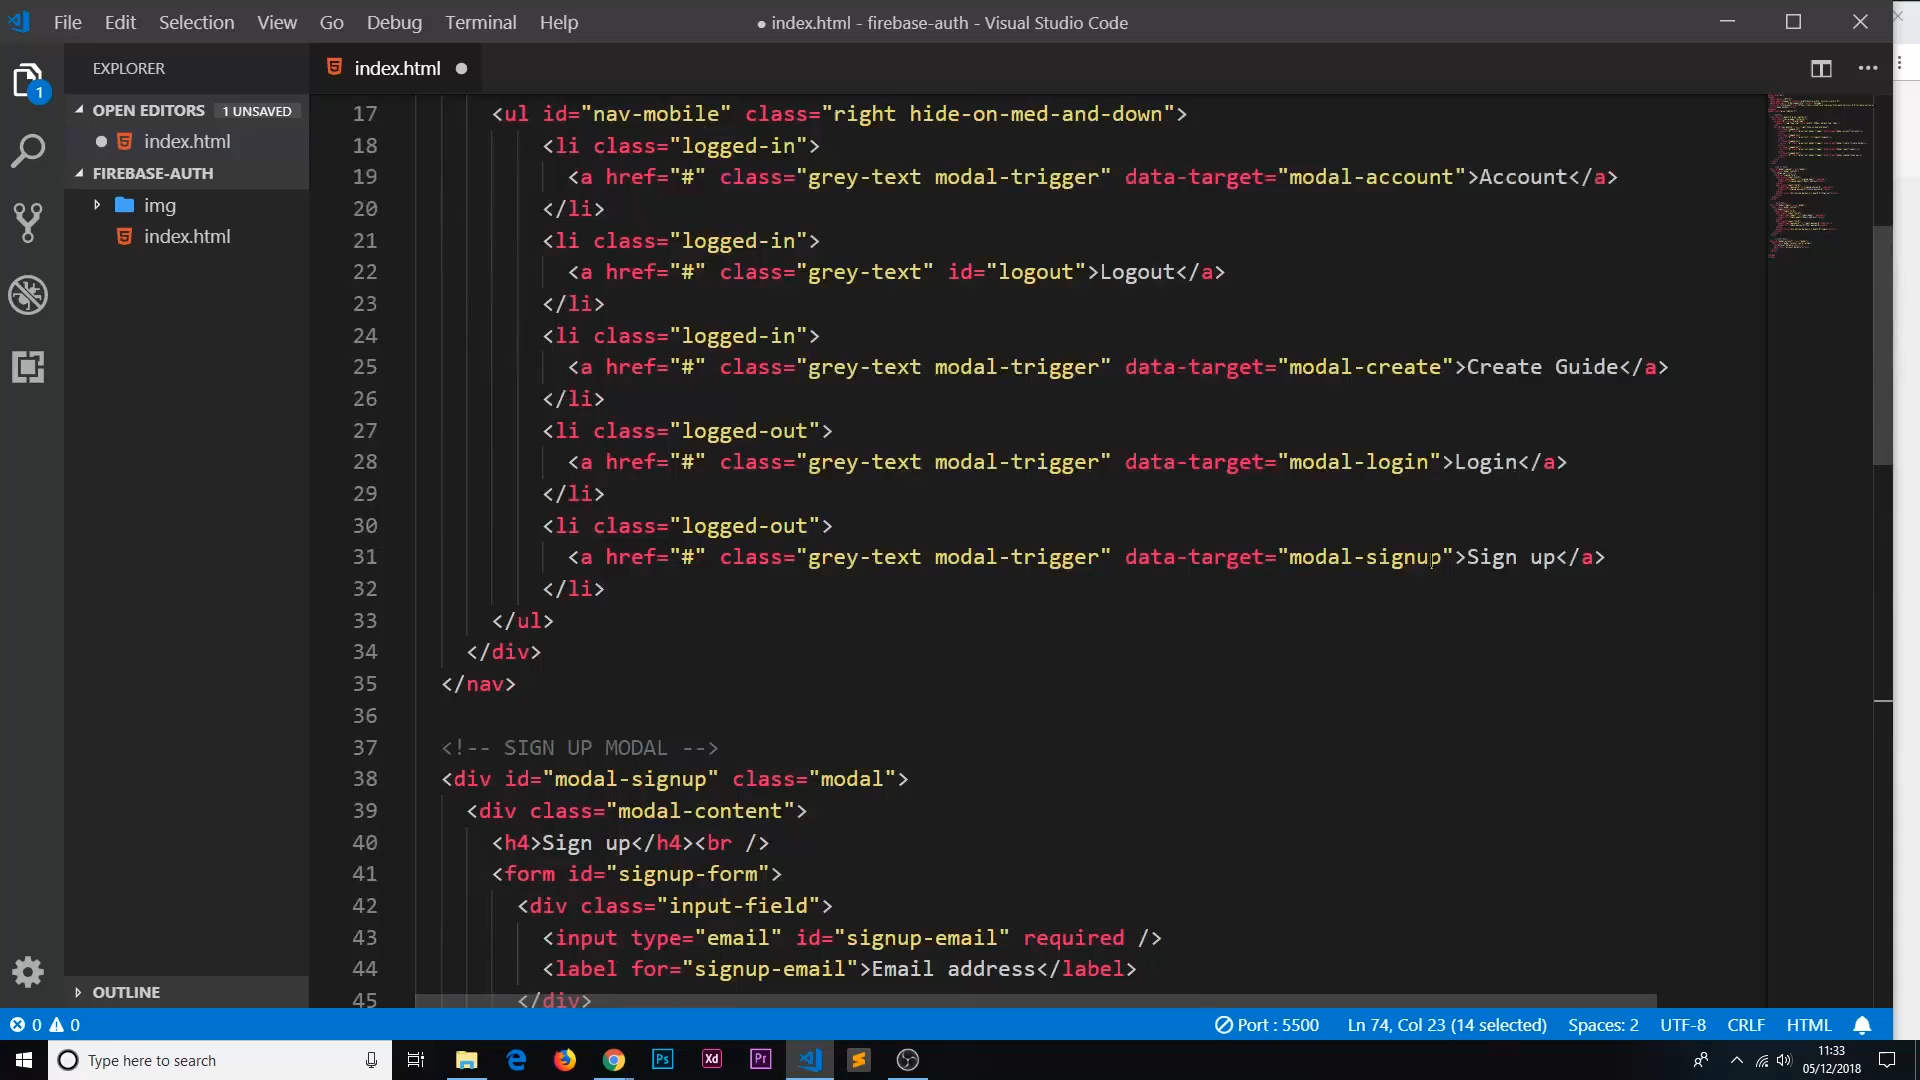 File Edit Selection View Go Debug Terminal Help
● index.html - firebase-auth - Visual Studio Code
EXPLORER
index.html
OPEN EDITORS 1 UNSAVED
index.html
FIREBASE-AUTH
img
index.html
OUTLINE
1
17 <ul id="nav-mobile" class="right hide-on-med-and-down">
18 <li class="logged-in">
19 <a href="#" class="grey-text modal-trigger" data-target="modal-account">Account</a>
20 </li>
21 <li class="logged-in">
22 <a href="#" class="grey-text" id="logout">Logout</a>
23 </li>
24 <li class="logged-in">
25 <a href="#" class="grey-text modal-trigger" data-target="modal-create">Create Guide</a>
26 </li>
27 <li class="logged-out">
28 <a href="#" class="grey-text modal-trigger" data-target="modal-login">Login</a>
29 </li>
30 <li class="logged-out">
31 <a href="#" class="grey-text modal-trigger" data-target="modal-signup">Sign up</a>
32 </li>
33 </ul>
34 </div>
35 </nav>
36
37 <!-- SIGN UP MODAL -->
38 <div id="modal-signup" class="modal">
39 <div class="modal-content">
40 <h4>Sign up</h4><br />
41 <form id="signup-form">
42 <div class="input-field">
43 <input type="email" id="signup-email" required />
44 <label for="signup-email">Email address</label>
45 </div>
0 0 Port : 5500 Ln 74, Col 23 (14 selected) Spaces: 2 UTF-8 CRLF HTML
Type here to search
Ps Xd Pr
11:33
05/12/2018